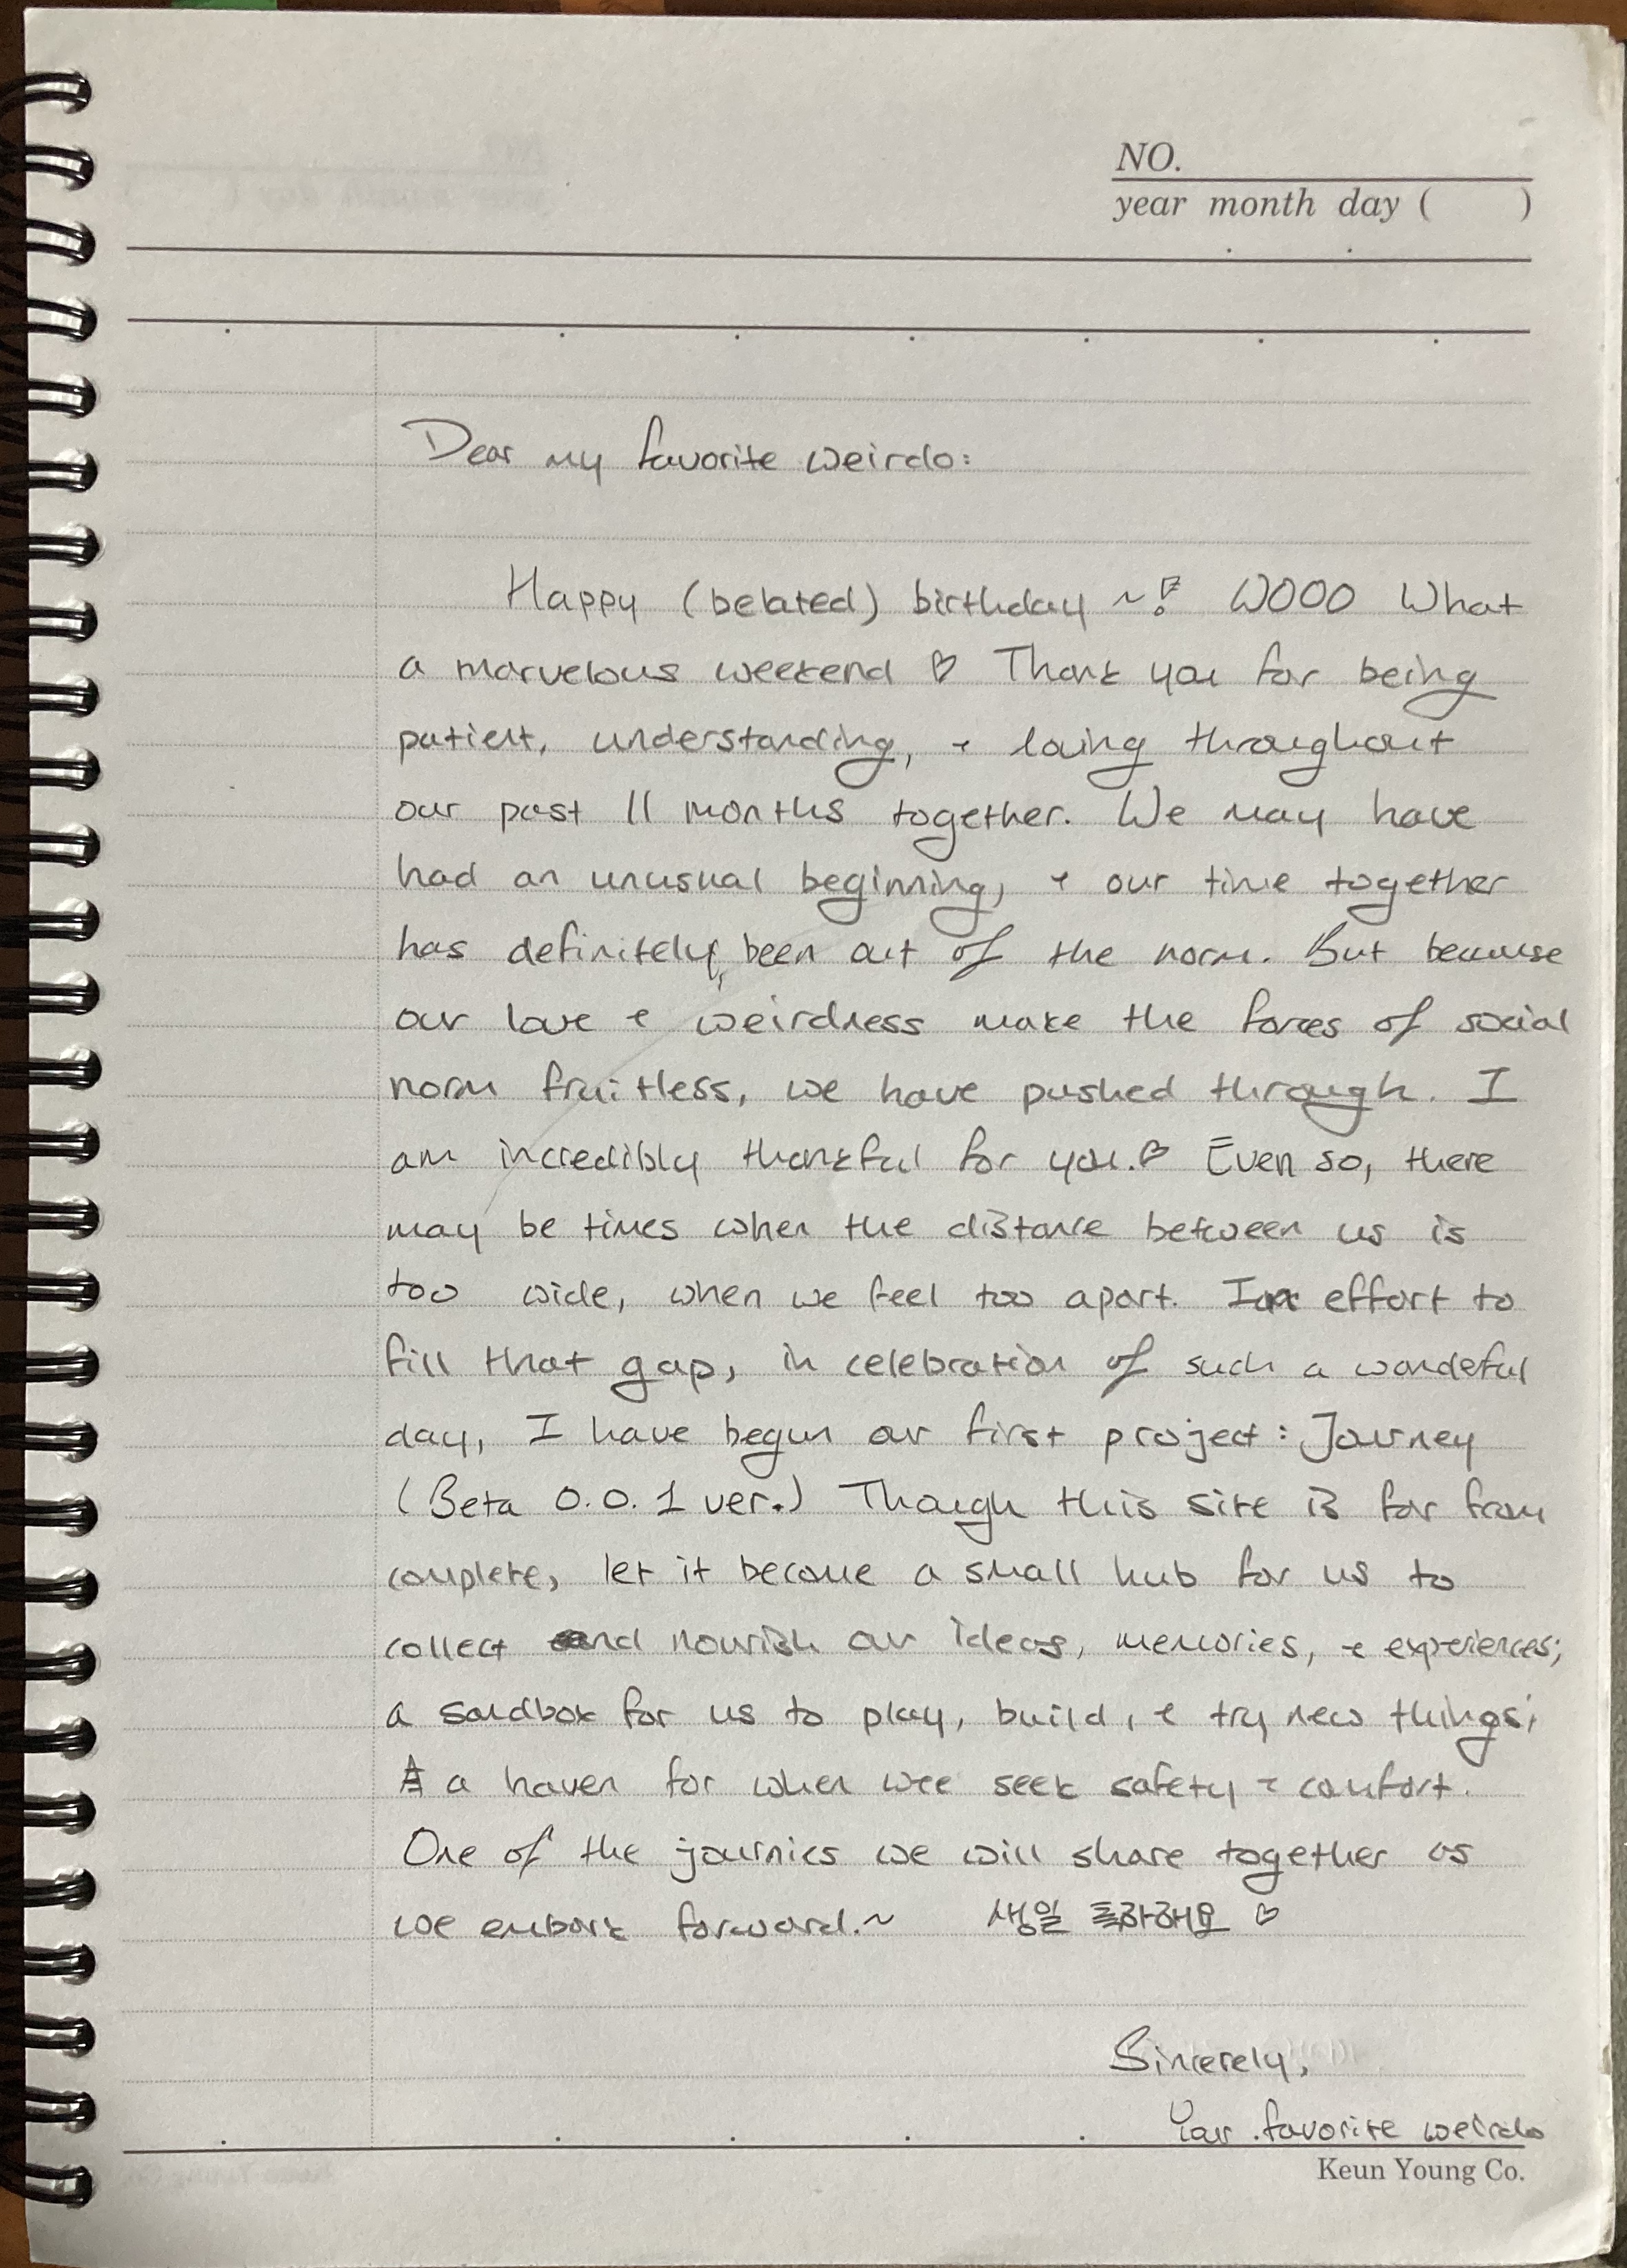 NO.
year month day ( )
Dear my favorite weirdo:
Happy (belated) birthday ~! WOOO What
a marvelous weekend ♡ Thank you for being
patient, understanding, & loving throughout
our past 11 months together. We may have
had an unusual beginning, & our time together
has definitely, been out of the norm. But because
our love & weirdness make the forces of social
norm fruitless, we have pushed through. I
am incredibly thankful for you.♡ Even so, there
may be times when the distance between us is
too wide, when we feel too apart. In effort to
fill that gap, in celebration of such a wondeful
day, I have begun our first project: Journey
(Beta 0.0.1 ver.) Though this site is far from
complete, let it become a small hub for us to
collect and nourish our ideas, memories, & experiences;
a sandbox for us to play, build, & try new things;
a haven for when wee seek safety & comfort.
One of the journies we will share together as
we embark forward.~ 생일 축하해요 ♡
Sincerely,
Your favorite weirdo
Keun Young Co.